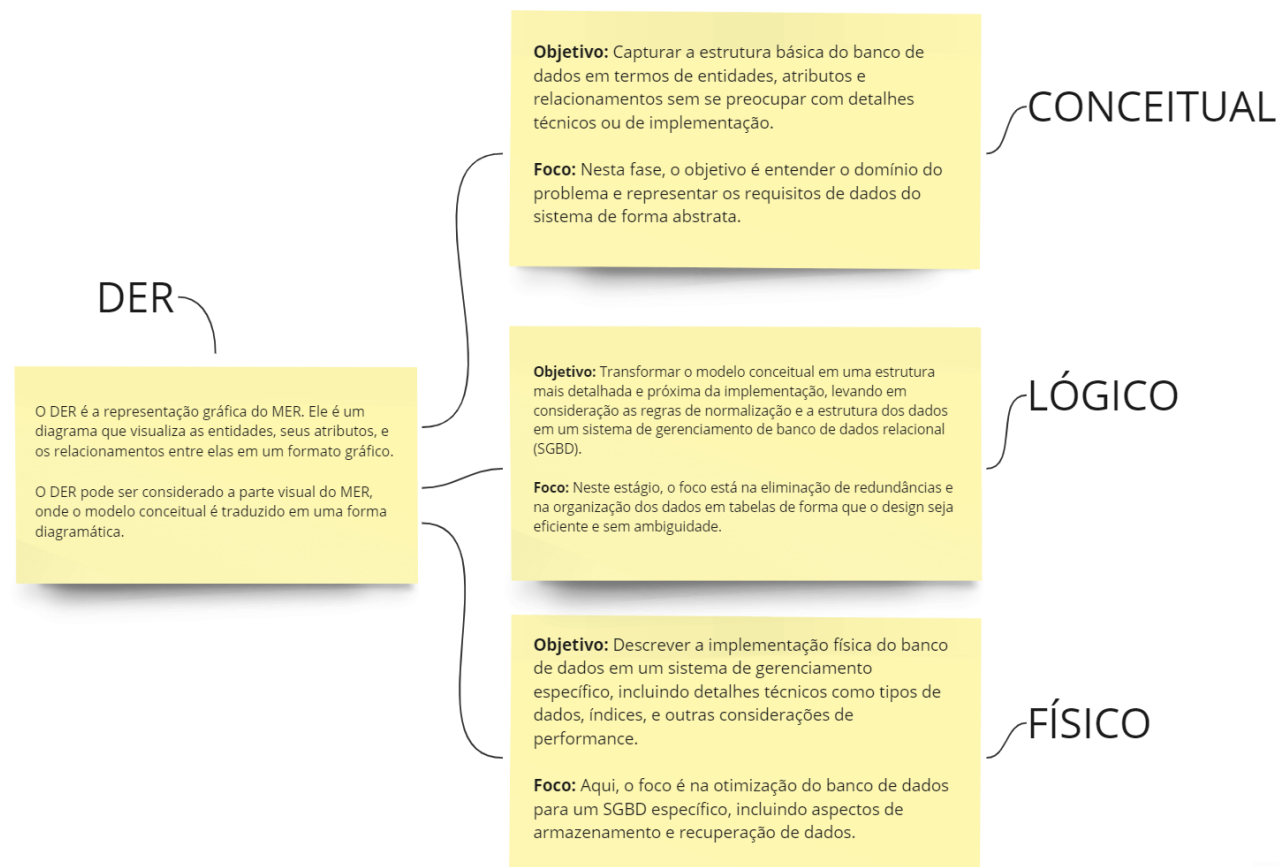 DER
O DER é a representação gráfica do MER. Ele é um
diagrama que visualiza as entidades, seus atributos, e
os relacionamentos entre elas em um formato gráfico.
O DER pode ser considerado a parte visual do MER,
onde o modelo conceitual é traduzido em uma forma
diagramática.
Objetivo: Capturar a estrutura básica do banco de
dados em termos de entidades, atributos e
relacionamentos sem se preocupar com detalhes
técnicos ou de implementação.
Foco: Nesta fase, o objetivo é entender o domínio do
problema e representar os requisitos de dados do
sistema de forma abstrata.
CONCEITUAL
Objetivo: Transformar o modelo conceitual em uma estrutura
mais detalhada e próxima da implementação, levando em
consideração as regras de normalização e a estrutura dos dados
em um sistema de gerenciamento de banco de dados relacional
(SGBD).
Foco: Neste estágio, o foco está na eliminação de redundâncias e
na organização dos dados em tabelas de forma que o design seja
eficiente e sem ambiguidade.
LÓGICO
Objetivo: Descrever a implementação física do banco
de dados em um sistema de gerenciamento
específico, incluindo detalhes técnicos como tipos de
dados, índices, e outras considerações de
performance.
Foco: Aqui, o foco é na otimização do banco de dados
para um SGBD específico, incluindo aspectos de
armazenamento e recuperação de dados.
FÍSICO